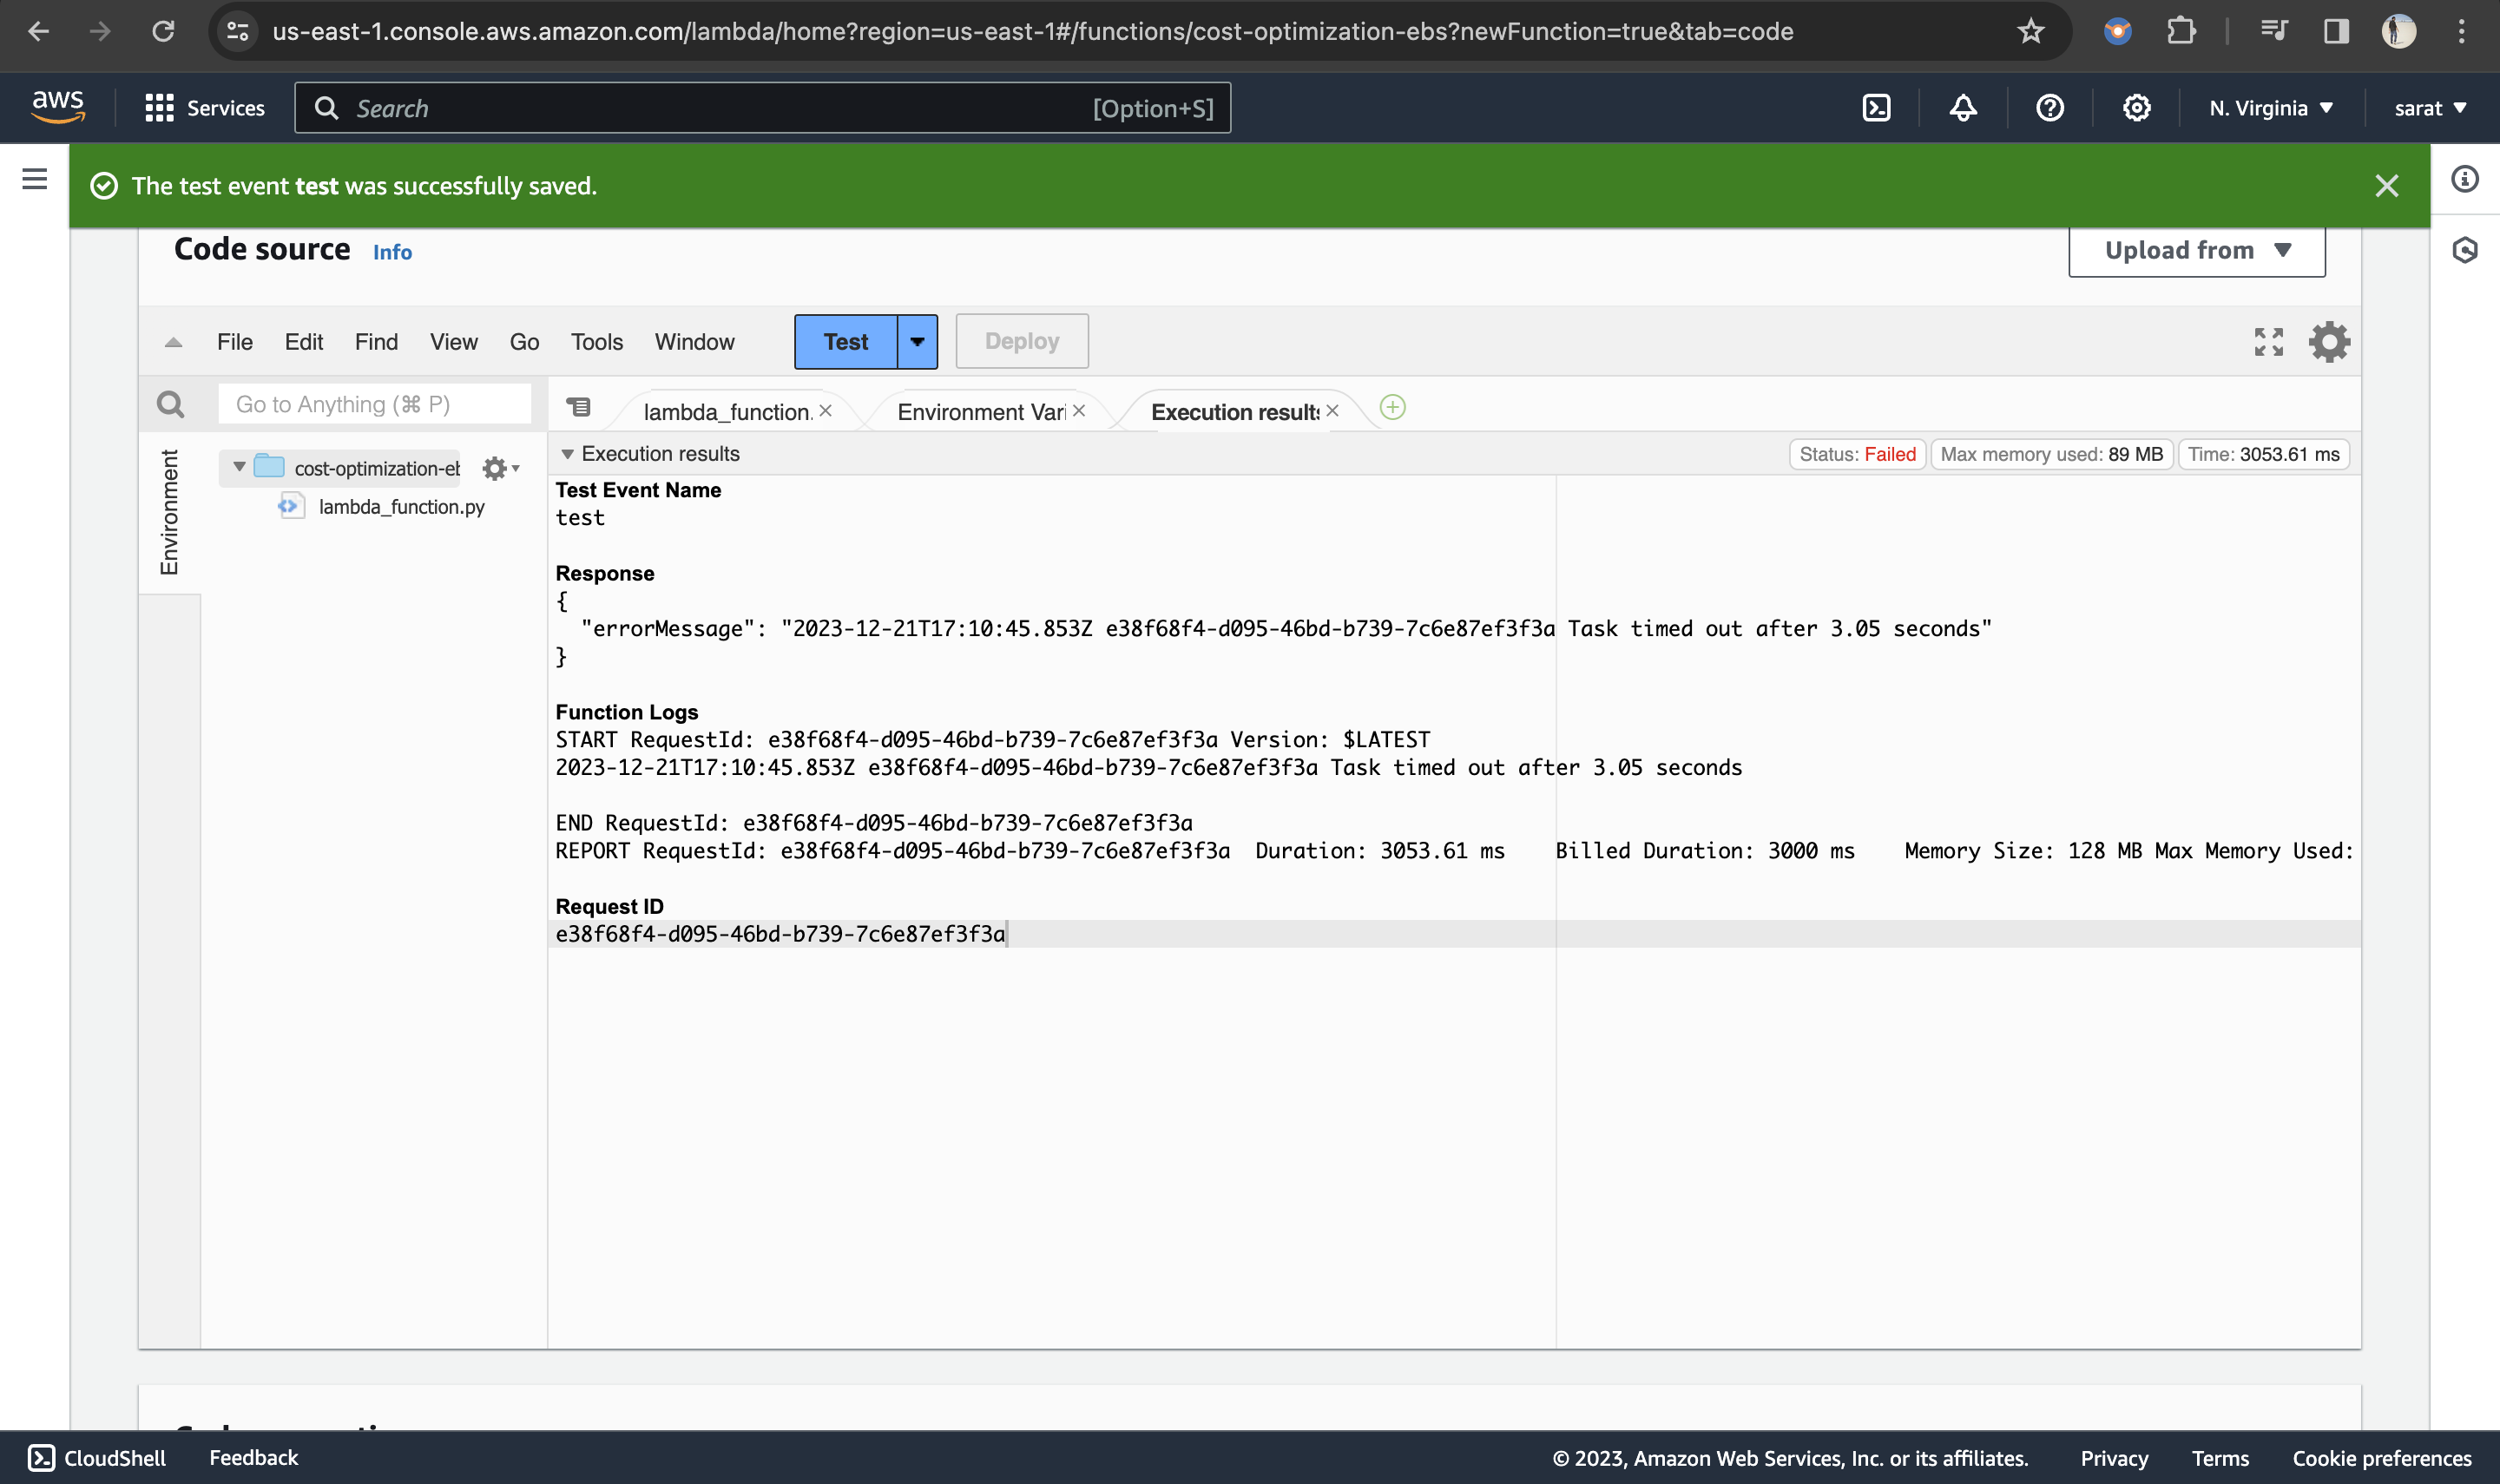 us-east-1.console.aws.amazon.com/lambda/home?region=us-east-1#/functions/cost-optimization-ebs?newFunction=true&tab=code
aws
Services
Search
[Option+S]
N. Virginia
sarat
The test event test was successfully saved.
Code source
Info
Upload from
File
Edit
Find
View
Go
Tools
Window
Test
Deploy
Go to Anything (⌘ P)
lambda_function.
Environment Vari
Execution results
Environment
cost-optimization-eb
lambda_function.py
Execution results
Status: Failed
Max memory used: 89 MB
Time: 3053.61 ms
Test Event Name
test
Response
{
"errorMessage": "2023-12-21T17:10:45.853Z e38f68f4-d095-46bd-b739-7c6e87ef3f3a Task timed out after 3.05 seconds"
}
Function Logs
START RequestId: e38f68f4-d095-46bd-b739-7c6e87ef3f3a Version: $LATEST
2023-12-21T17:10:45.853Z e38f68f4-d095-46bd-b739-7c6e87ef3f3a Task timed out after 3.05 seconds
END RequestId: e38f68f4-d095-46bd-b739-7c6e87ef3f3a
REPORT RequestId: e38f68f4-d095-46bd-b739-7c6e87ef3f3a Duration: 3053.61 ms Billed Duration: 3000 ms Memory Size: 128 MB Max Memory Used:
Request ID
e38f68f4-d095-46bd-b739-7c6e87ef3f3a
CloudShell
Feedback
© 2023, Amazon Web Services, Inc. or its affiliates.
Privacy
Terms
Cookie preferences